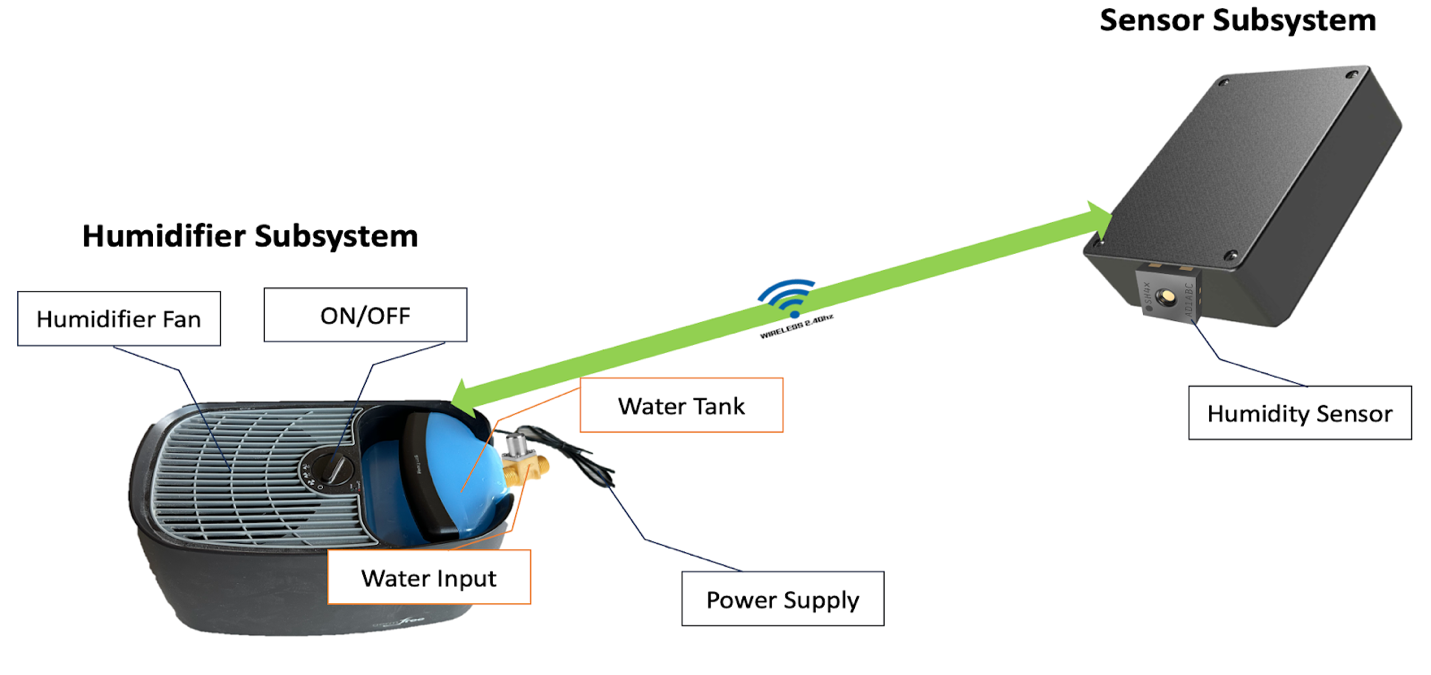 Sensor Subsystem
Humidifier Subsystem
Humidifier Fan
ON/OFF
WIRELESS 2.4Ghz
Water Tank
Humidity Sensor
Water Input
Power Supply